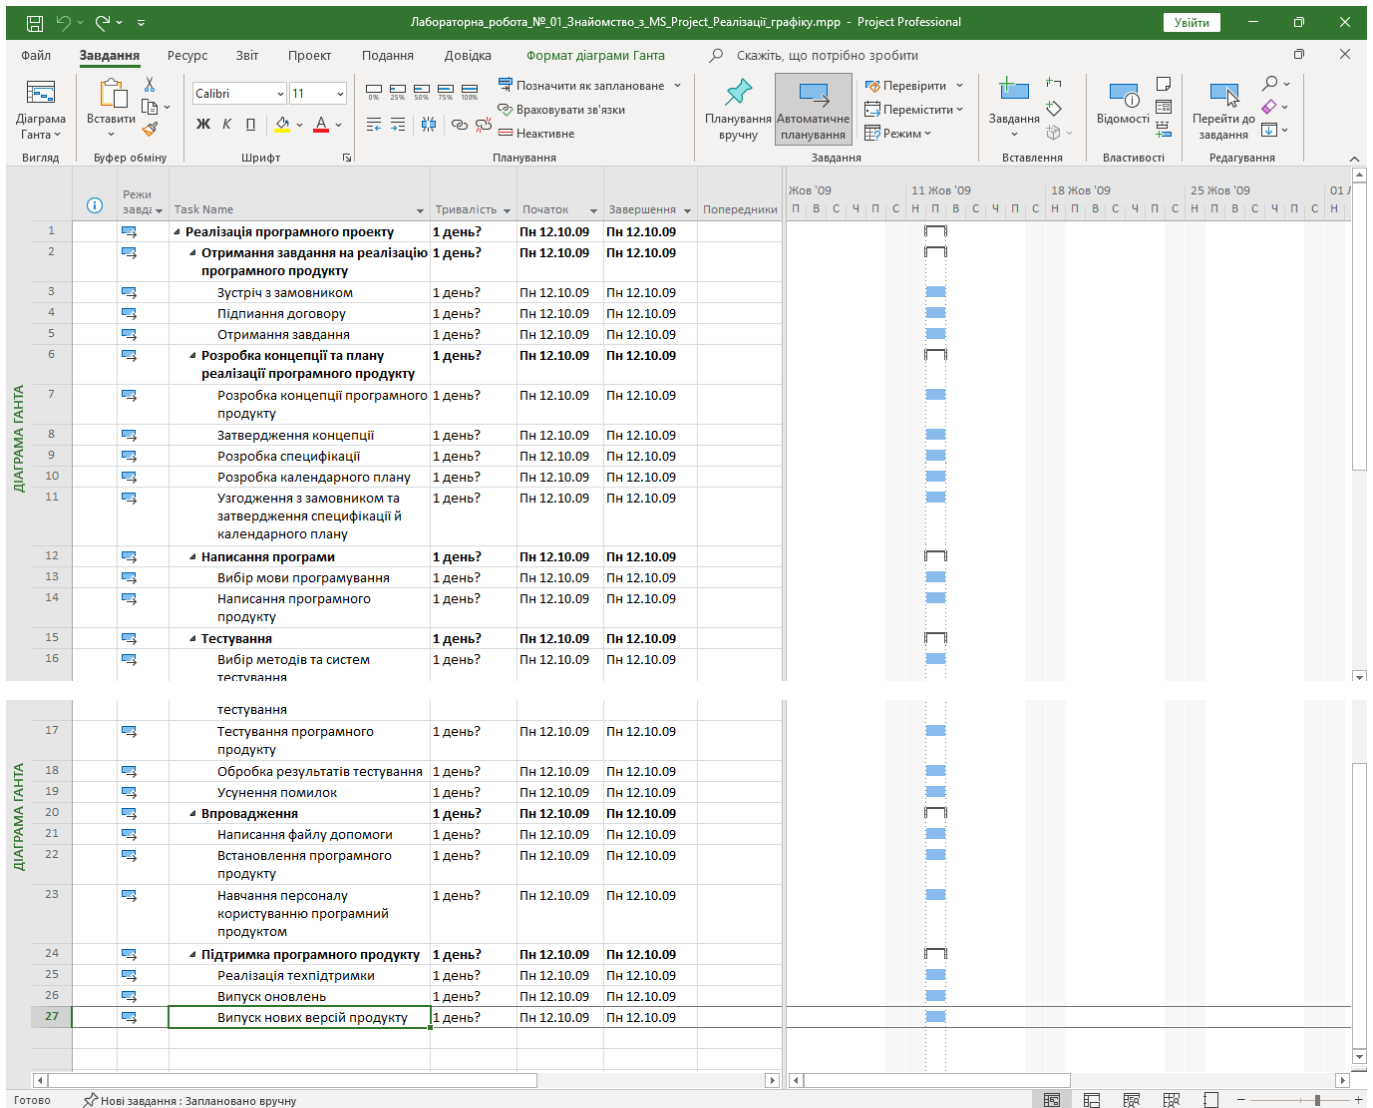 Лабораторна_робота_№_01_Знайомство_з_MS_Project_Реалізації_графіку.mpp - Project Professional
Увійти
Файл Завдання Ресурс Звіт Проект Подання Довідка Формат діаграми Ганта Скажіть, що потрібно зробити
Діаграма Ганта
Вставити
Calibri 11
Ж К П
0% 25% 50% 75% 100%
Позначити як заплановане
Враховувати зв'язки
Неактивне
Планування вручну
Автоматичне планування
Перевірити
Перемістити
Режим
Завдання
Відомості
Перейти до завдання
Вигляд Буфер обміну Шрифт Планування Завдання Вставлення Властивості Редагування
Режи завда Task Name Тривалість Початок Завершення Попередники
Жов '09 11 Жов '09 18 Жов '09 25 Жов '09 01 Л
П В С Ч П С Н П В С Ч П С Н П В С Ч П С Н П В С Ч П С Н
ДІАГРАМА ГАНТА
1 Реалізація програмного проекту 1 день? Пн 12.10.09 Пн 12.10.09
2 Отримання завдання на реалізацію 1 день? Пн 12.10.09 Пн 12.10.09
програмного продукту
3 Зустріч з замовником 1 день? Пн 12.10.09 Пн 12.10.09
4 Підпиання договору 1 день? Пн 12.10.09 Пн 12.10.09
5 Отримання завдання 1 день? Пн 12.10.09 Пн 12.10.09
6 Розробка концепції та плану 1 день? Пн 12.10.09 Пн 12.10.09
реалізації програмного продукту
7 Розробка концепції програмного 1 день? Пн 12.10.09 Пн 12.10.09
продукту
8 Затвердження концепції 1 день? Пн 12.10.09 Пн 12.10.09
9 Розробка специфікації 1 день? Пн 12.10.09 Пн 12.10.09
10 Розробка календарного плану 1 день? Пн 12.10.09 Пн 12.10.09
11 Узгодження з замовником та 1 день? Пн 12.10.09 Пн 12.10.09
затвердження специфікації й
календарного плану
12 Написання програми 1 день? Пн 12.10.09 Пн 12.10.09
13 Вибір мови програмування 1 день? Пн 12.10.09 Пн 12.10.09
14 Написання програмного 1 день? Пн 12.10.09 Пн 12.10.09
продукту
15 Тестування 1 день? Пн 12.10.09 Пн 12.10.09
16 Вибір методів та систем 1 день? Пн 12.10.09 Пн 12.10.09
тестування
тестування
ДІАГРАМА ГАНТА
17 Тестування програмного 1 день? Пн 12.10.09 Пн 12.10.09
продукту
18 Обробка результатів тестування 1 день? Пн 12.10.09 Пн 12.10.09
19 Усунення помилок 1 день? Пн 12.10.09 Пн 12.10.09
20 Впровадження 1 день? Пн 12.10.09 Пн 12.10.09
21 Написання файлу допомоги 1 день? Пн 12.10.09 Пн 12.10.09
22 Встановлення програмного 1 день? Пн 12.10.09 Пн 12.10.09
продукту
23 Навчання персоналу 1 день? Пн 12.10.09 Пн 12.10.09
користуванню програмний
продуктом
24 Підтримка програмного продукту 1 день? Пн 12.10.09 Пн 12.10.09
25 Реалізація техпідтримки 1 день? Пн 12.10.09 Пн 12.10.09
26 Випуск оновлень 1 день? Пн 12.10.09 Пн 12.10.09
27 Випуск нових версій продукту 1 день? Пн 12.10.09 Пн 12.10.09
Готово Нові завдання : Заплановано вручну